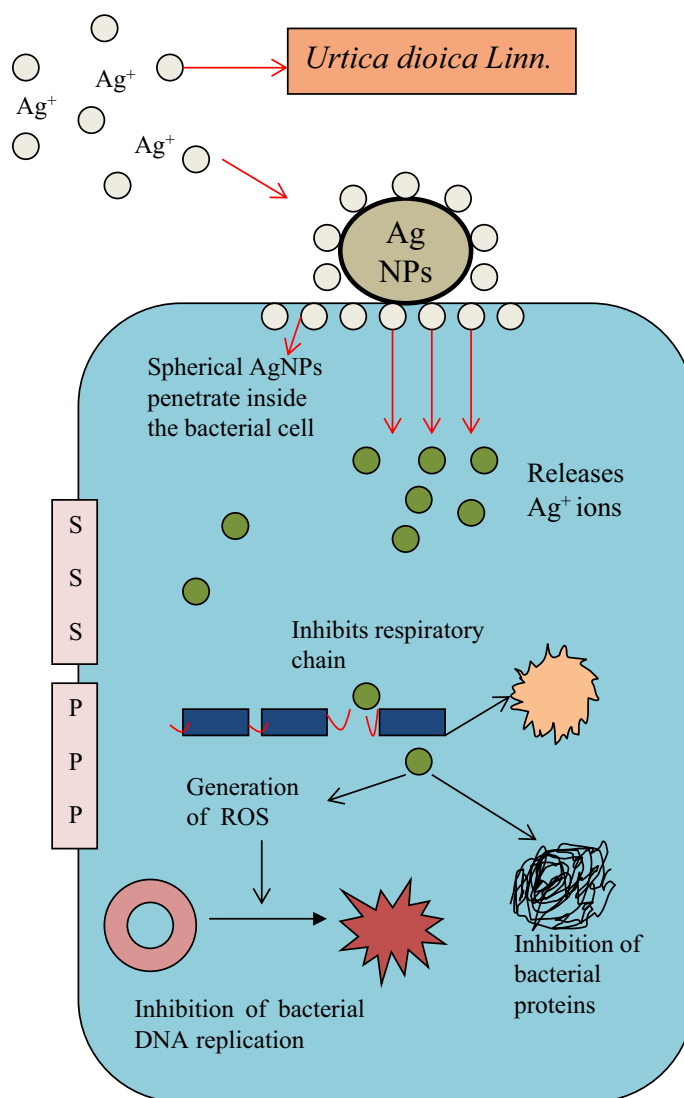 Urtica dioica Linn.
Ag⁺
Ag⁺
Ag⁺
Ag
NPs
Spherical AgNPs
penetrate inside
the bacterial cell
Releases
Ag⁺ ions
S
S
S
P
P
P
Inhibits respiratory
chain
Generation
of ROS
Inhibition of
bacterial
proteins
Inhibition of bacterial
DNA replication